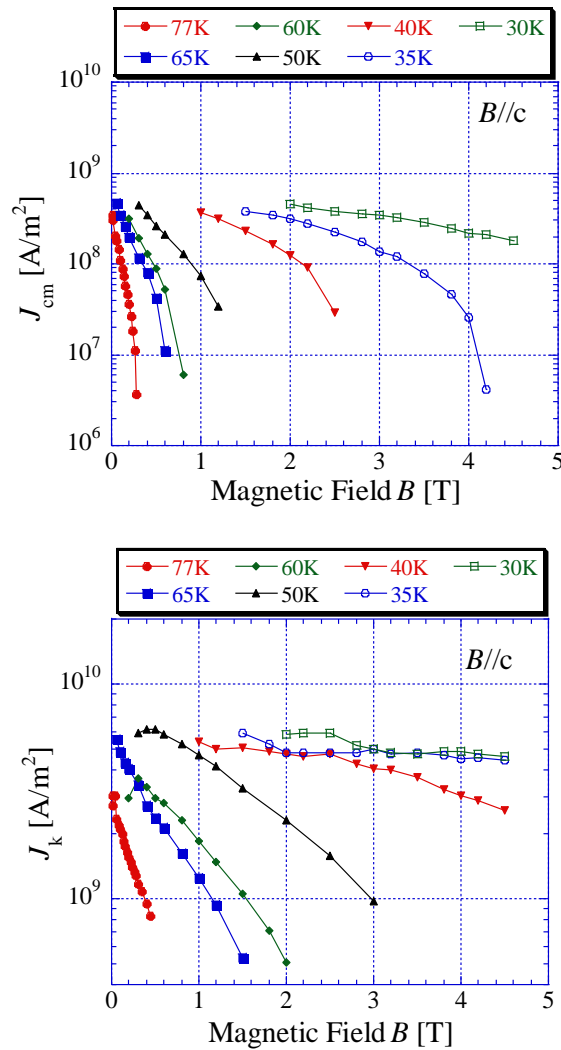 77K 60K 40K 30K
65K 50K 35K
10^10
B//c
10^9
J_cm [A/m^2]
10^8
10^7
10^6
0 1 2 3 4 5
Magnetic Field B [T]
77K 60K 40K 30K
65K 50K 35K
B//c
10^10
J_k [A/m^2]
10^9
0 1 2 3 4 5
Magnetic Field B [T]